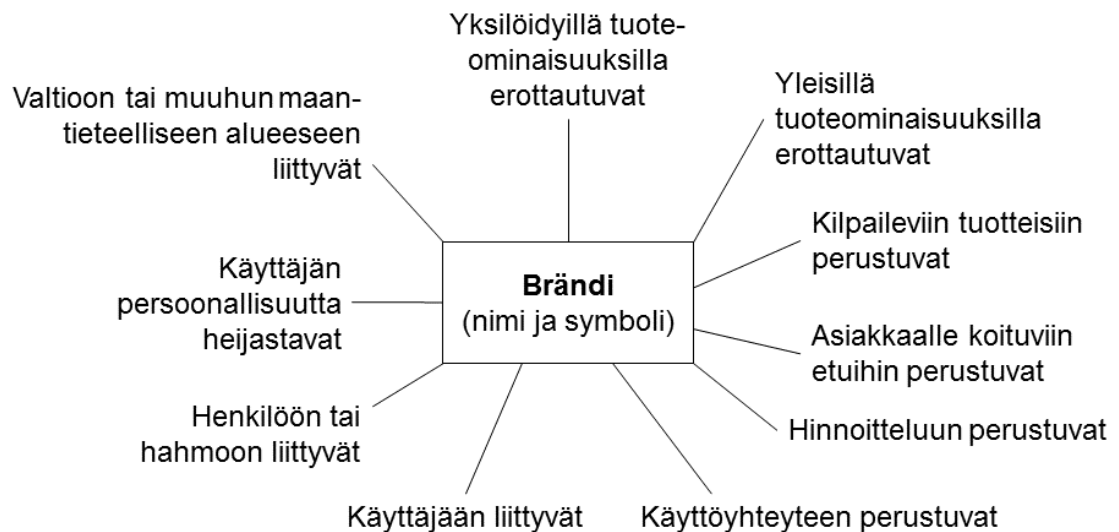 Yksilöidyillä tuote-
ominaisuuksilla
erottautuvat
Yleisillä
tuoteominaisuuksilla
erottautuvat
Valtioon tai muuhun maan-
tieteelliseen alueeseen
liittyvät
Kilpaileviin tuotteisiin
perustuvat
Käyttäjän
persoonallisuutta
heijastavat
Brändi
(nimi ja symboli)
Asiakkaalle koituviin
etuihin perustuvat
Henkilöön tai
hahmoon liittyvät
Hinnoitteluun perustuvat
Käyttäjään liittyvät
Käyttöyhteyteen perustuvat